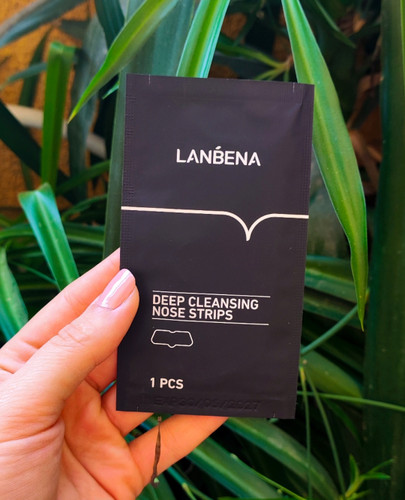 LANBENA
DEEP CLEANSING
NOSE STRIPS
1 PCS